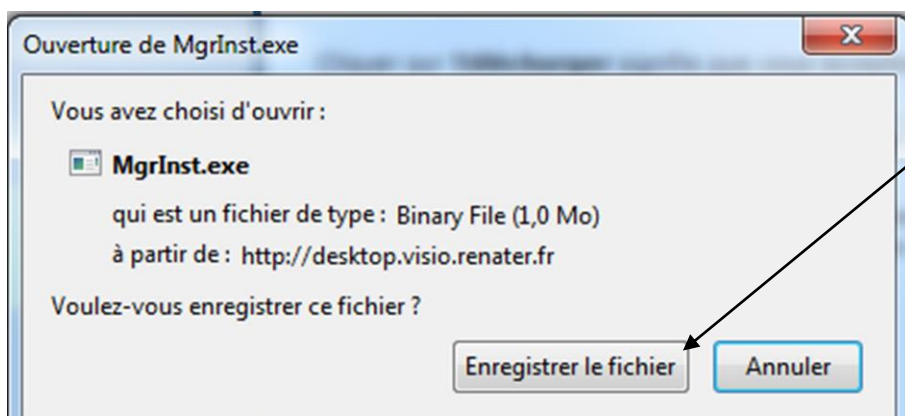 Ouverture de MgrInst.exe
Vous avez choisi d'ouvrir :
MgrInst.exe
qui est un fichier de type : Binary File (1,0 Mo)
à partir de : http://desktop.visio.renater.fr
Voulez-vous enregistrer ce fichier ?
Enregistrer le fichier
Annuler